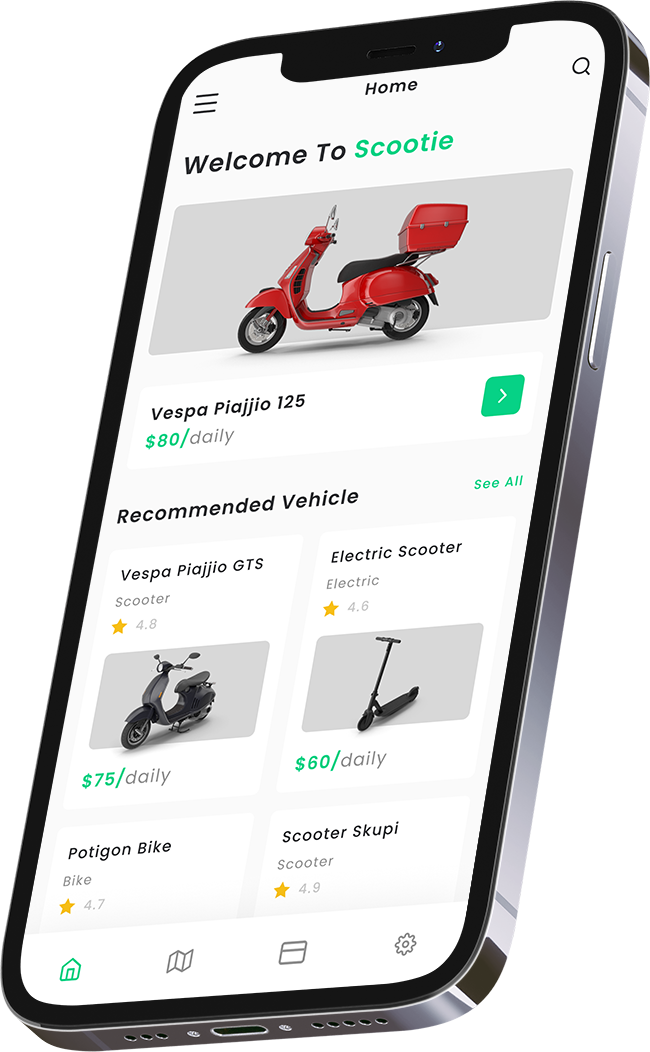 Home
Welcome To Scootie
Vespa Piajjio 125
$80/daily
Recommended Vehicle
See All
Vespa Piajjio GTS
Scooter
4.8
$75/daily
Electric Scooter
Electric
4.6
$60/daily
Potigon Bike
Bike
4.7
Scooter Skupi
Scooter
4.9